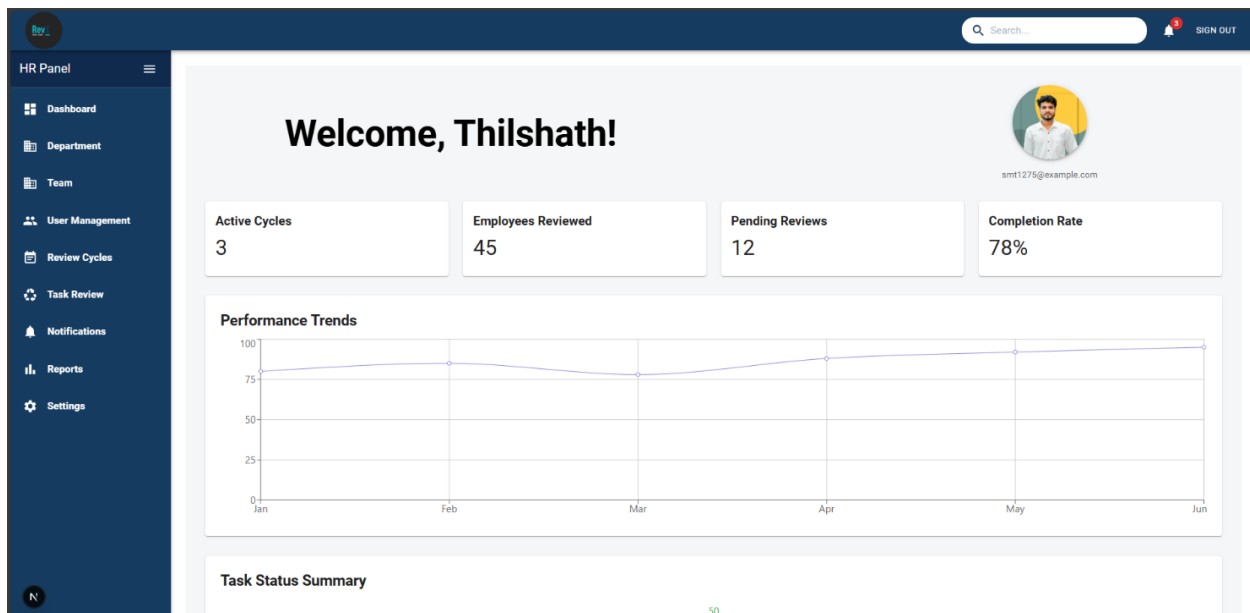 Rev
Search...
3
SIGN OUT
HR Panel
Dashboard
Department
Team
User Management
Review Cycles
Task Review
Notifications
Reports
Settings
N
Welcome, Thilshath!
smt1275@example.com
Active Cycles
3
Employees Reviewed
45
Pending Reviews
12
Completion Rate
78%
Performance Trends
100
75
50
25
0
Jan Feb Mar Apr May Jun
Task Status Summary
50